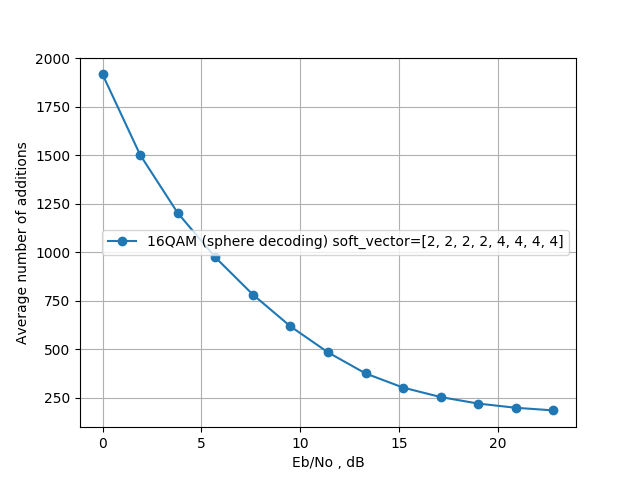 2000
1750
1500
1250
1000
750
500
250
Average number of additions
16QAM (sphere decoding) soft_vector=[2, 2, 2, 2, 4, 4, 4, 4]
0 5 10 15 20
Eb/No , dB